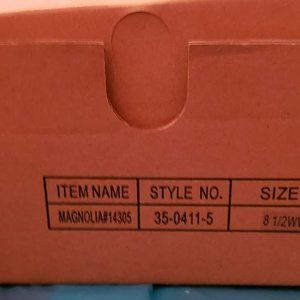 ITEM NAME STYLE NO. SIZE
MAGNOLIA#14305 35-0411-5 8 1/2W